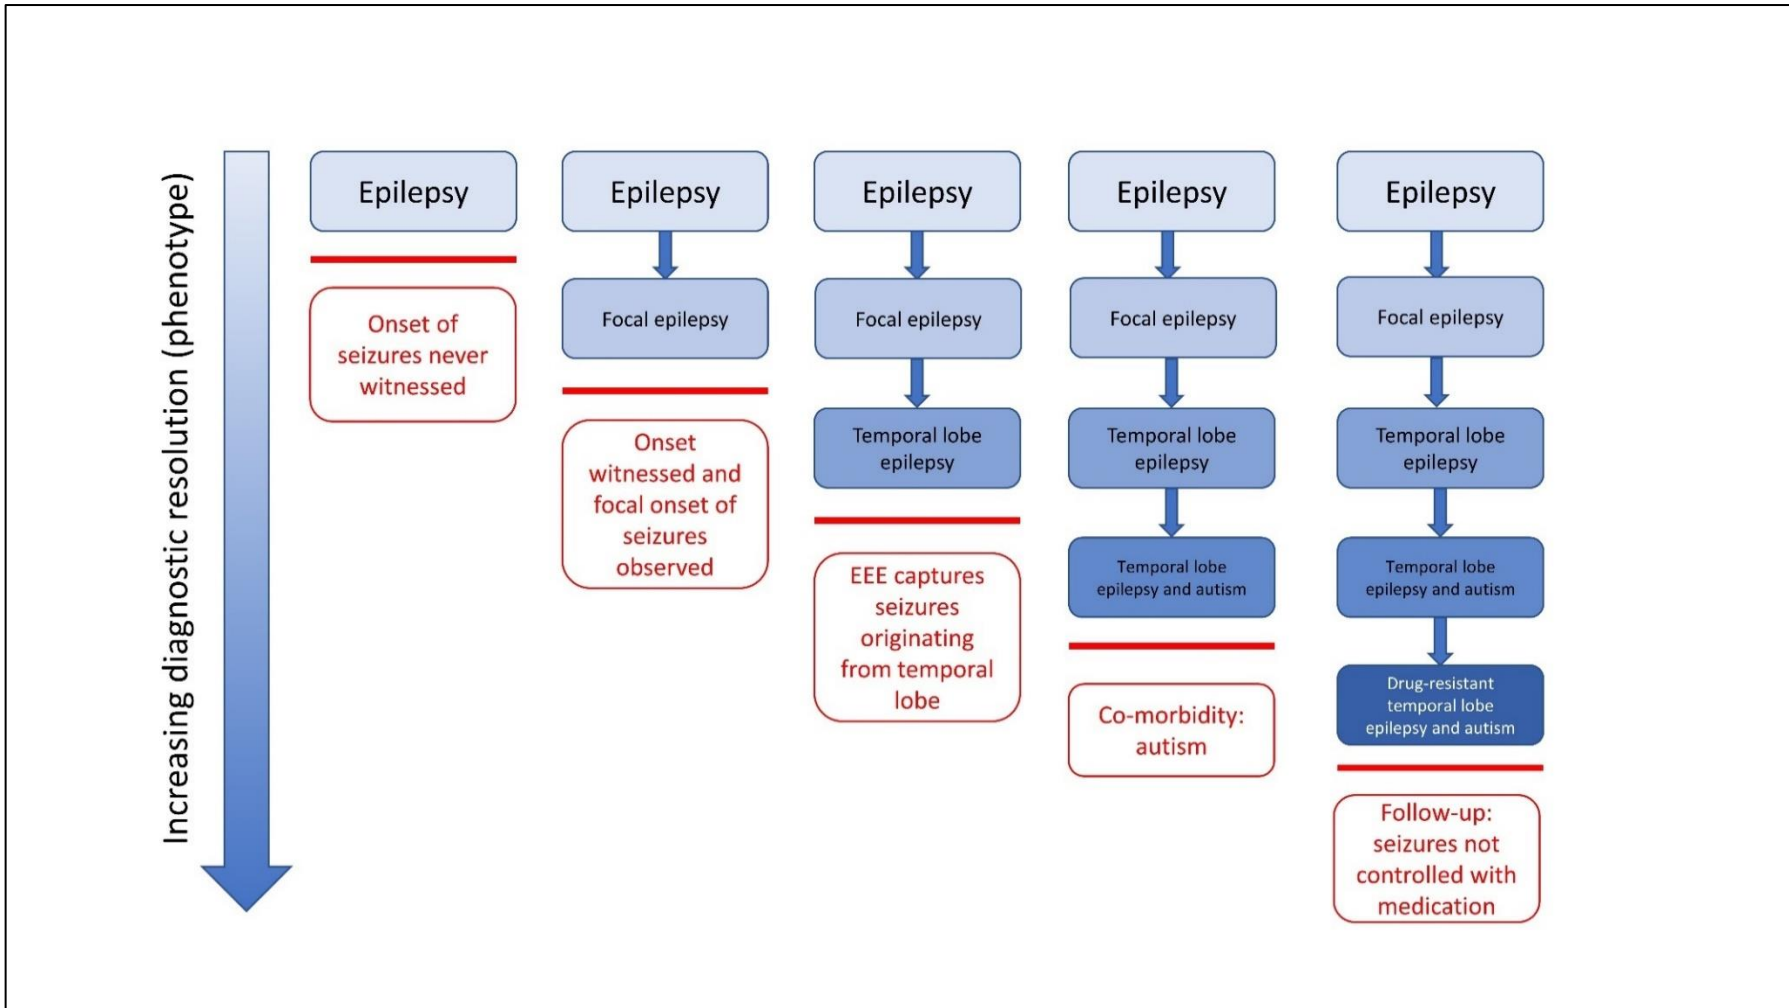 Increasing diagnostic resolution (phenotype)
Epilepsy
Onset of
seizures never
witnessed
Epilepsy
Focal epilepsy
Onset
witnessed and
focal onset of
seizures
observed
Epilepsy
Focal epilepsy
Temporal lobe
epilepsy
EEE captures
seizures
originating
from temporal
lobe
Epilepsy
Focal epilepsy
Temporal lobe
epilepsy
Temporal lobe
epilepsy and autism
Co-morbidity:
autism
Epilepsy
Focal epilepsy
Temporal lobe
epilepsy
Temporal lobe
epilepsy and autism
Drug-resistant
temporal lobe
epilepsy and autism
Follow-up:
seizures not
controlled with
medication